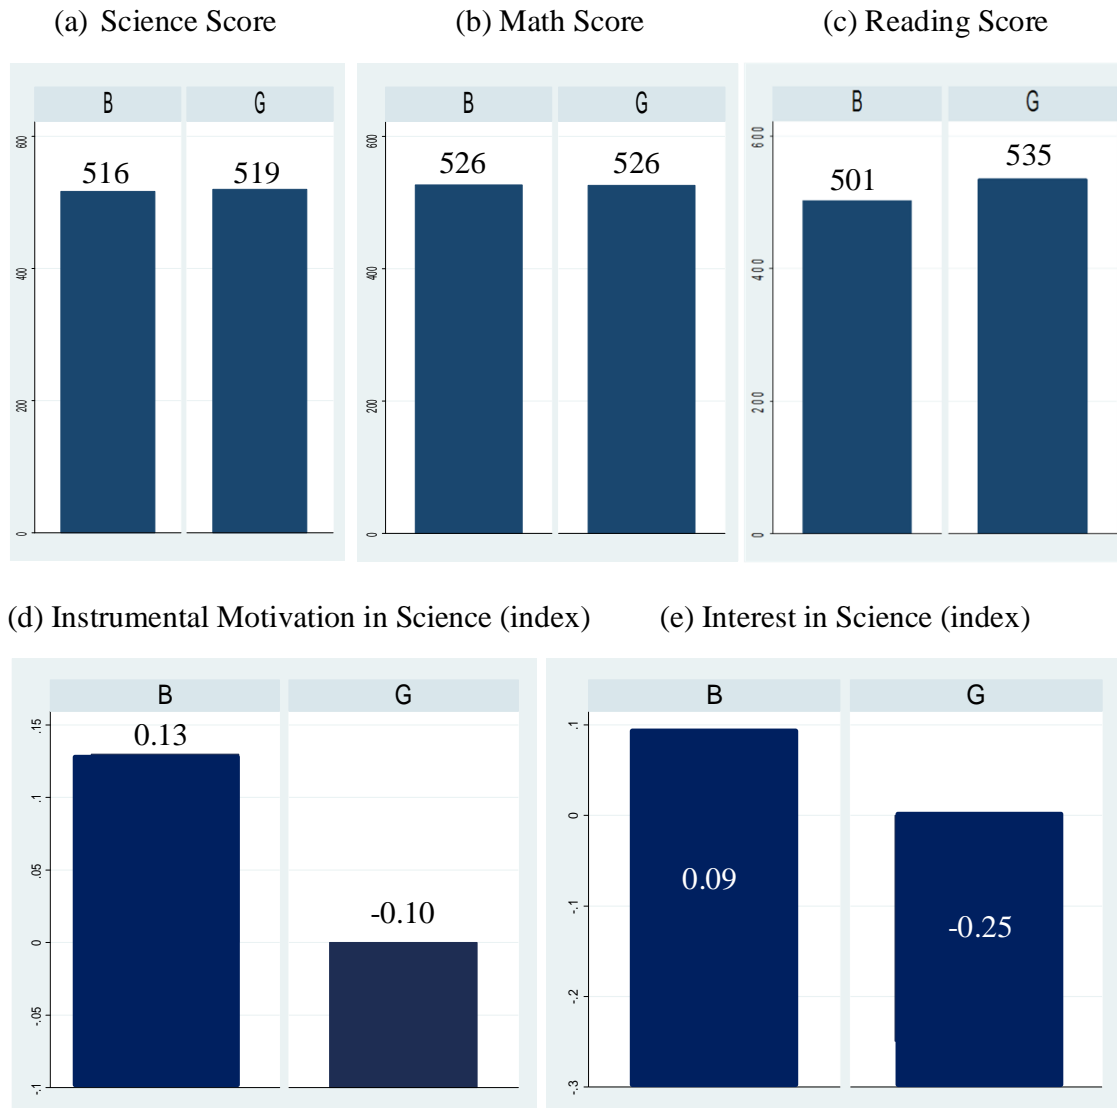 (a) Science Score
(b) Math Score
(c) Reading Score
B
G
600
400
200
0
516
519
B
G
600
400
200
0
526
526
B
G
600
400
200
0
501
535
(d) Instrumental Motivation in Science (index)
(e) Interest in Science (index)
B
G
.15
.1
.05
0
-.05
-.1
0.13
-0.10
B
G
.1
0
-.1
-.2
-.3
0.09
-0.25